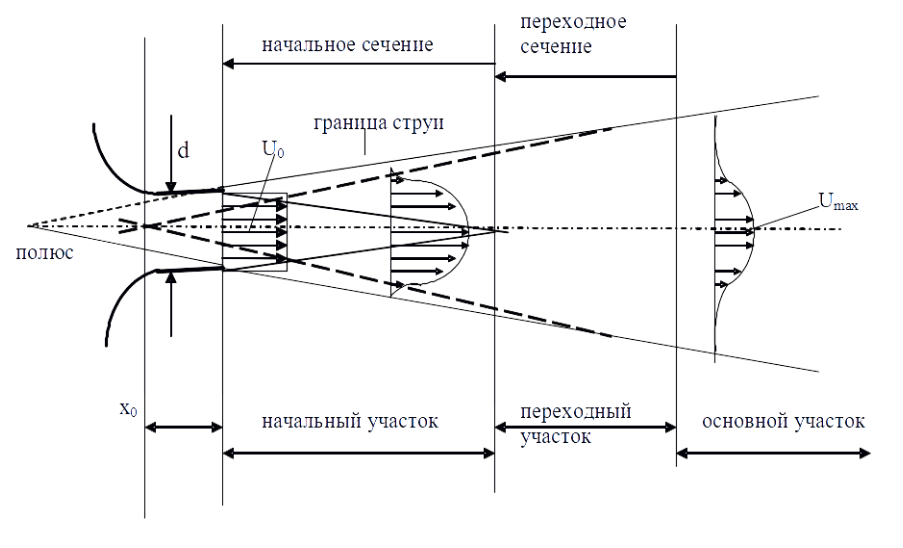 переходное
сечение
начальное сечение
граница струи
d
U₀
Umax
полюс
x₀
начальный участок
переходный
участок
основной участок